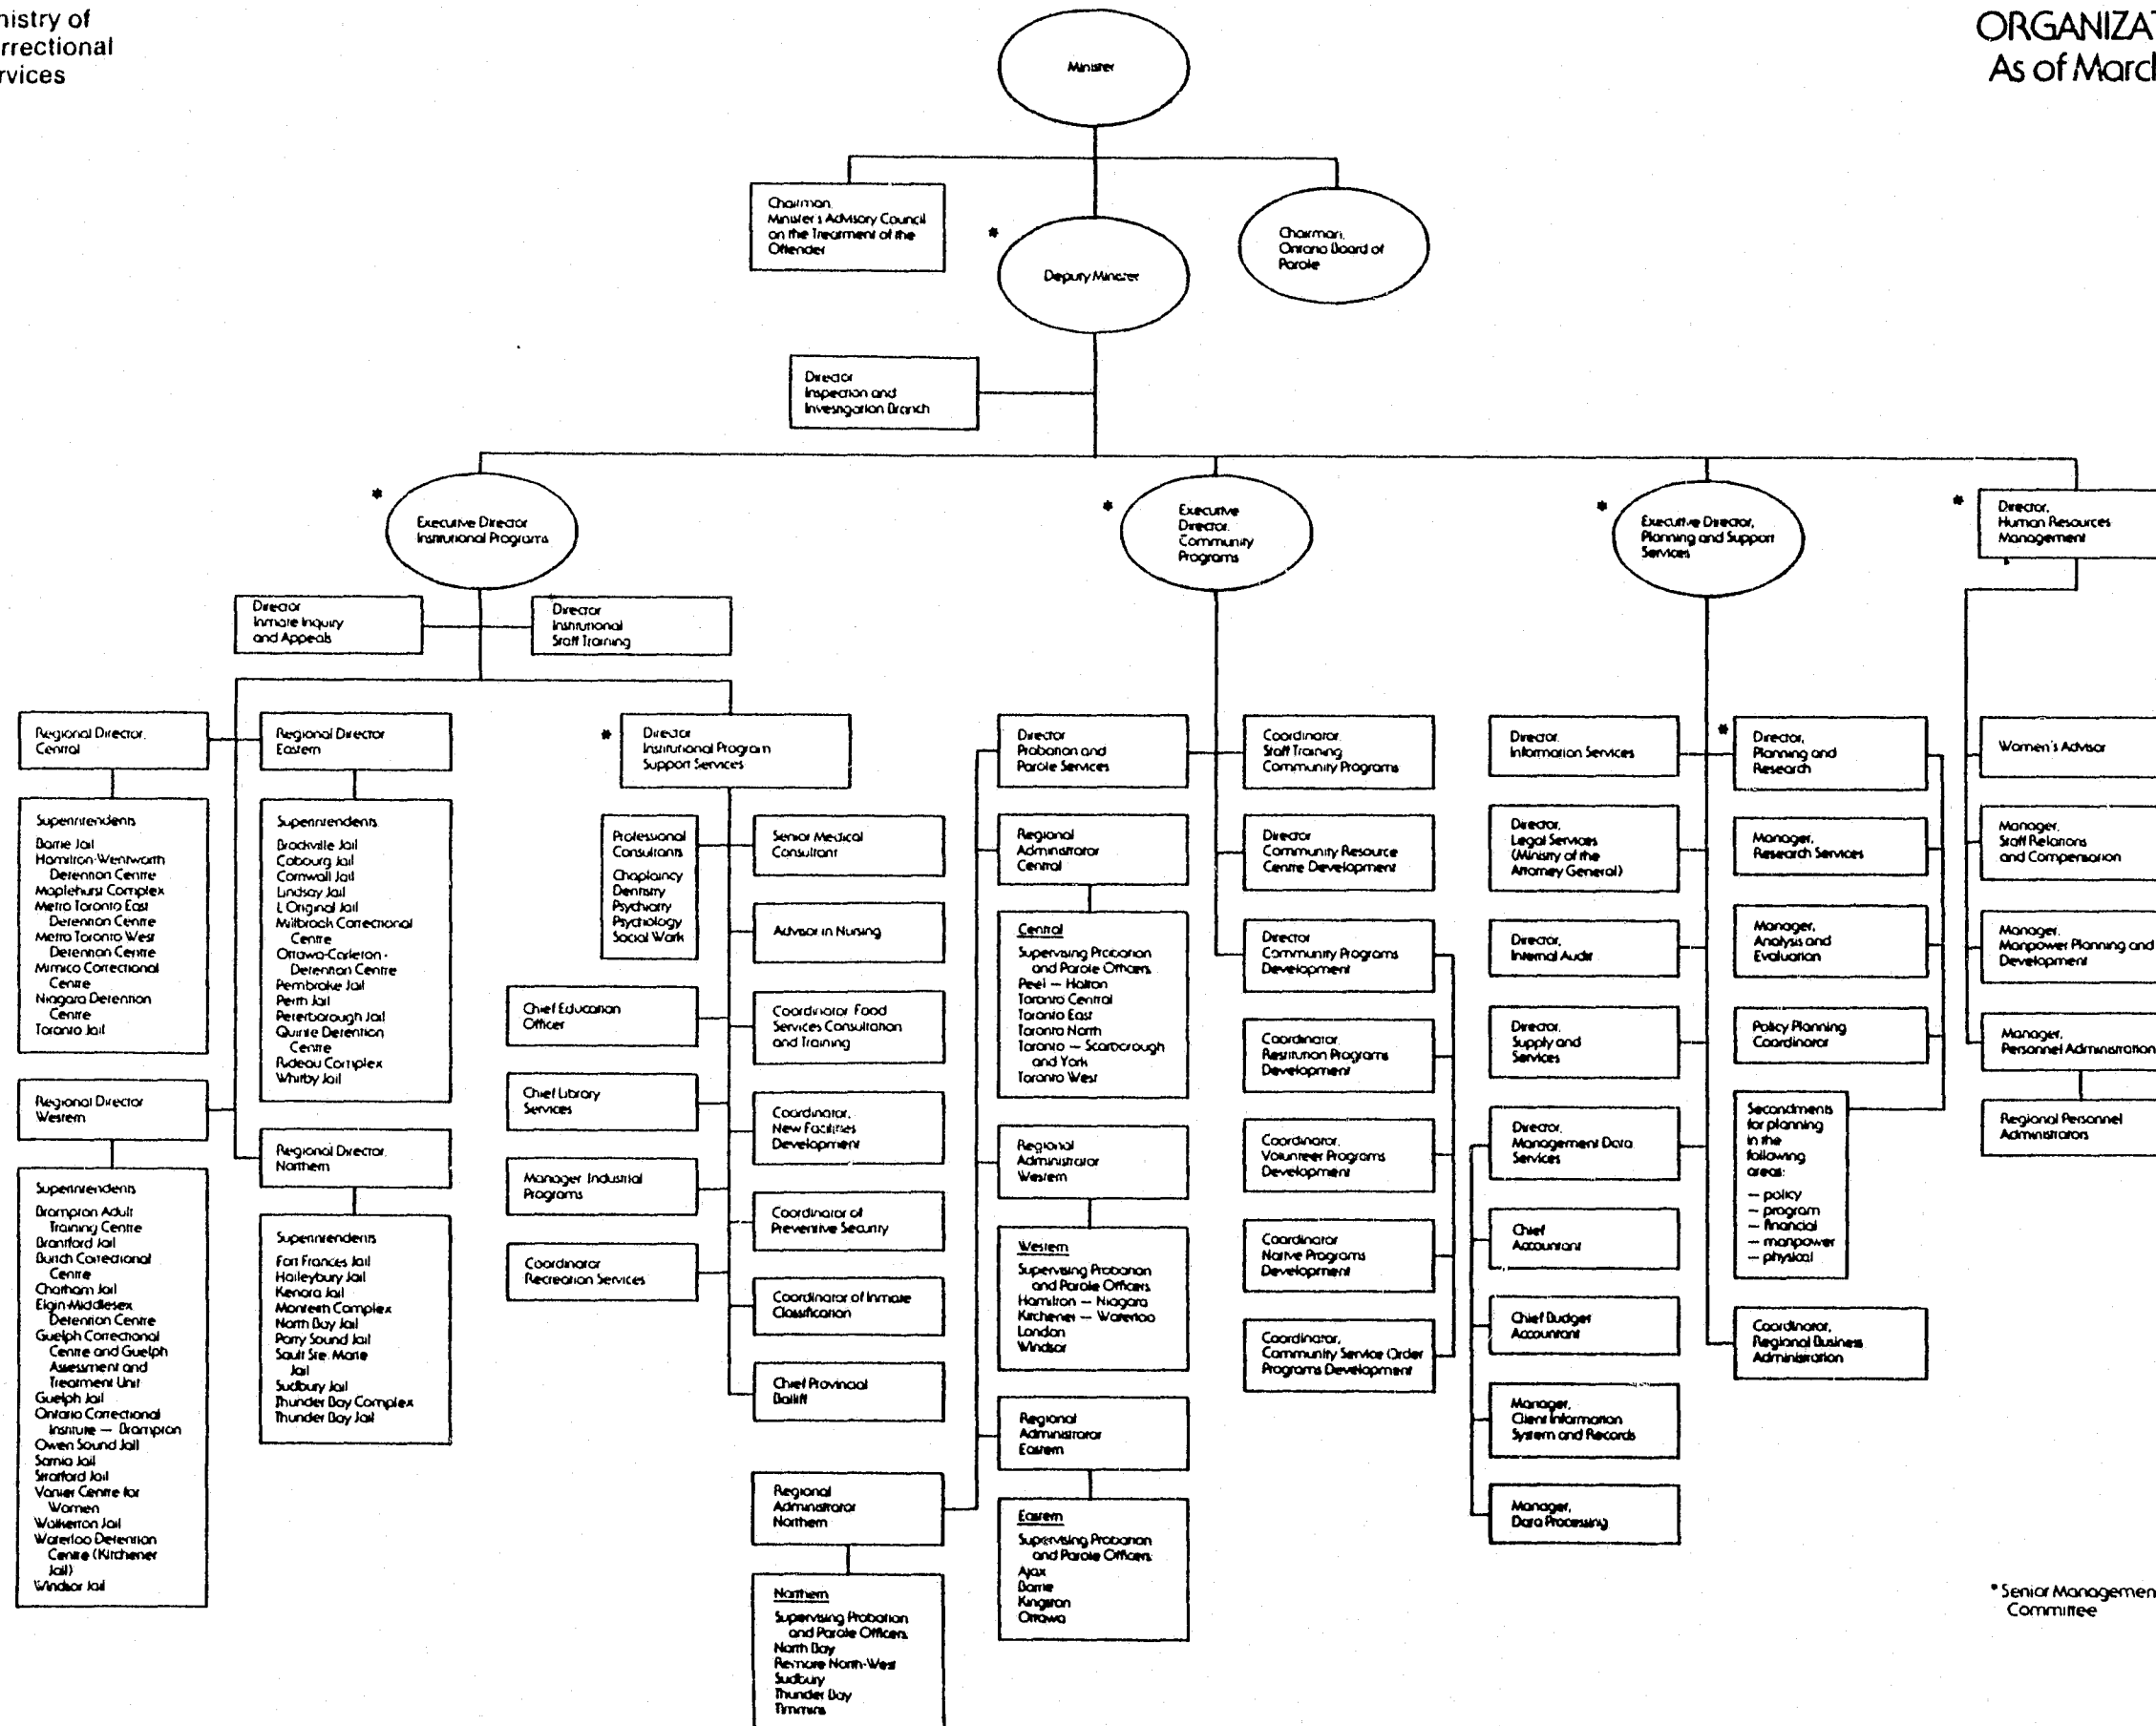 nistry of
rrectional
rvices
ORGANIZAT
As of March
Minister
Chairman,
Minister's Advisory Council
on the Treatment of the
Offender
*
Deputy Minister
Chairman,
Ontario Board of
Parole
Director
Inspection and
Investigation Branch
*
Executive Director
Institutional Programs
*
Executive
Director,
Community
Programs
*
Executive Director,
Planning and Support
Services
*
Director,
Human Resources
Management
Director
Inmate Inquiry
and Appeals
Director
Institutional
Staff Training
Regional Director,
Central
Superintendents
Barrie Jail
Hamilton-Wentworth
Detention Centre
Maplehurst Complex
Metro Toronto East
Detention Centre
Metro Toronto West
Detention Centre
Mimico Correctional
Centre
Niagara Detention
Centre
Toronto Jail
Regional Director
Western
Superintendents
Brampton Adult
Training Centre
Brantford Jail
Burtch Correctional
Centre
Chatham Jail
Elgin-Middlesex
Detention Centre
Guelph Correctional
Centre and Guelph
Assessment and
Treatment Unit
Guelph Jail
Ontario Correctional
Institute — Brampton
Owen Sound Jail
Sarnia Jail
Stratford Jail
Vanier Centre for
Women
Walkerton Jail
Waterloo Detention
Centre (Kitchener
Jail)
Windsor Jail
Regional Director
Eastern
Superintendents
Brockville Jail
Cobourg Jail
Cornwall Jail
Lindsay Jail
L'Orignal Jail
Millbrook Correctional
Centre
Ottawa-Carleton -
Detention Centre
Pembroke Jail
Perth Jail
Peterborough Jail
Quinte Detention
Centre
Rideau Complex
Whitby Jail
Regional Director,
Northern
Superintendents
Fort Frances Jail
Haileybury Jail
Kenora Jail
Monteith Complex
North Bay Jail
Parry Sound Jail
Sault Ste. Marie
Jail
Sudbury Jail
Thunder Bay Complex
Thunder Bay Jail
*
Director
Institutional Program
Support Services
Professional
Consultants
Chaplaincy
Dentistry
Psychiatry
Psychology
Social Work
Senior Medical
Consultant
Advisor in Nursing
Chief Education
Officer
Coordinator Food
Services Consultation
and Training
Chief Library
Services
Coordinator,
New Facilities
Development
Manager Industrial
Programs
Coordinator of
Preventive Security
Coordinator
Recreation Services
Coordinator of Inmate
Classification
Chief Provincial
Bailiff
Director
Probation and
Parole Services
Regional
Administrator
Central
Central
Supervising Probation
and Parole Officers
Peel — Halton
Toronto Central
Toronto East
Toronto North
Toronto — Scarborough
and York
Toronto West
Regional
Administrator
Western
Western
Supervising Probation
and Parole Officers
Hamilton — Niagara
Kitchener — Waterloo
London
Windsor
Regional
Administrator
Eastern
Eastern
Supervising Probation
and Parole Officers
Ajax
Barrie
Kingston
Ottawa
Regional
Administrator
Northern
Northern
Supervising Probation
and Parole Officers
North Bay
Remote North-West
Sudbury
Thunder Bay
Timmins
Coordinator,
Staff Training
Community Programs
Director
Community Resource
Centre Development
Director
Community Programs
Development
Coordinator,
Restitution Programs
Development
Coordinator,
Volunteer Programs
Development
Coordinator
Native Programs
Development
Coordinator,
Community Service Order
Programs Development
Director,
Information Services
Director,
Legal Services
(Ministry of the
Attorney General)
Director,
Internal Audit
Director,
Supply and
Services
Director,
Management Data
Services
Chief
Accountant
Chief Budget
Accountant
Manager,
Client Information
System and Records
Manager,
Data Processing
*
Director,
Planning and
Research
Manager,
Research Services
Manager,
Analysis and
Evaluation
Policy Planning
Coordinator
Secondments
for planning
in the
following
areas:
— policy
— program
— financial
— manpower
— physical
Coordinator,
Regional Business
Administration
Women's Advisor
Manager,
Staff Relations
and Compensation
Manager,
Manpower Planning and
Development
Manager,
Personnel Administration
Regional Personnel
Administrators
* Senior Managemen
Committee